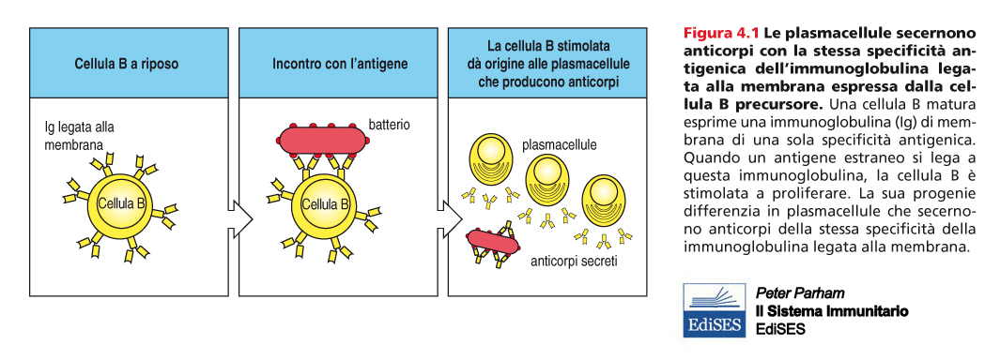 Cellula B a riposo
Ig legata alla
membrana
Cellula B
Incontro con l'antigene
batterio
Cellula B
La cellula B stimolata
dà origine alle plasmacellule
che producono anticorpi
plasmacellule
anticorpi secreti
Figura 4.1 Le plasmacellule secernono
anticorpi con la stessa specificità an-
tigenica dell'immunoglobulina lega-
ta alla membrana espressa dalla cel-
lula B precursore. Una cellula B matura
esprime una immunoglobulina (Ig) di mem-
brana di una sola specificità antigenica.
Quando un antigene estraneo si lega a
questa immunoglobulina, la cellula B è
stimolata a proliferare. La sua progenie
differenzia in plasmacellule che secerno-
no anticorpi della stessa specificità della
immunoglobulina legata alla membrana.
EdiSES
Peter Parham
Il Sistema Immunitario
EdiSES